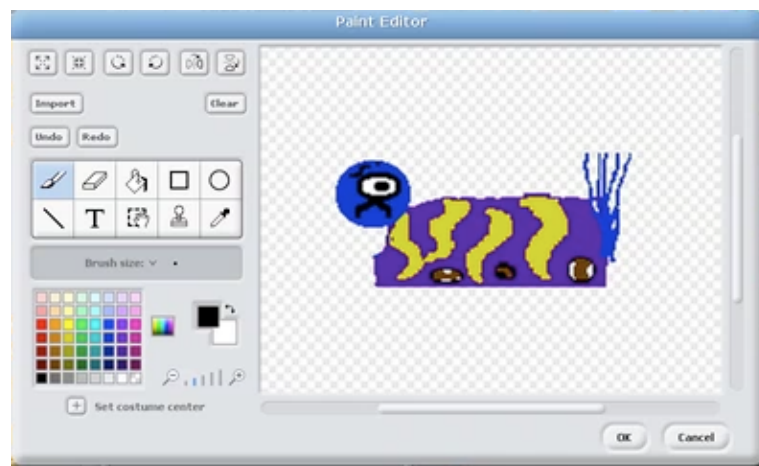 Paint Editor
Import Clear
Undo Redo
T
Brush size:
Set costume center
OK Cancel